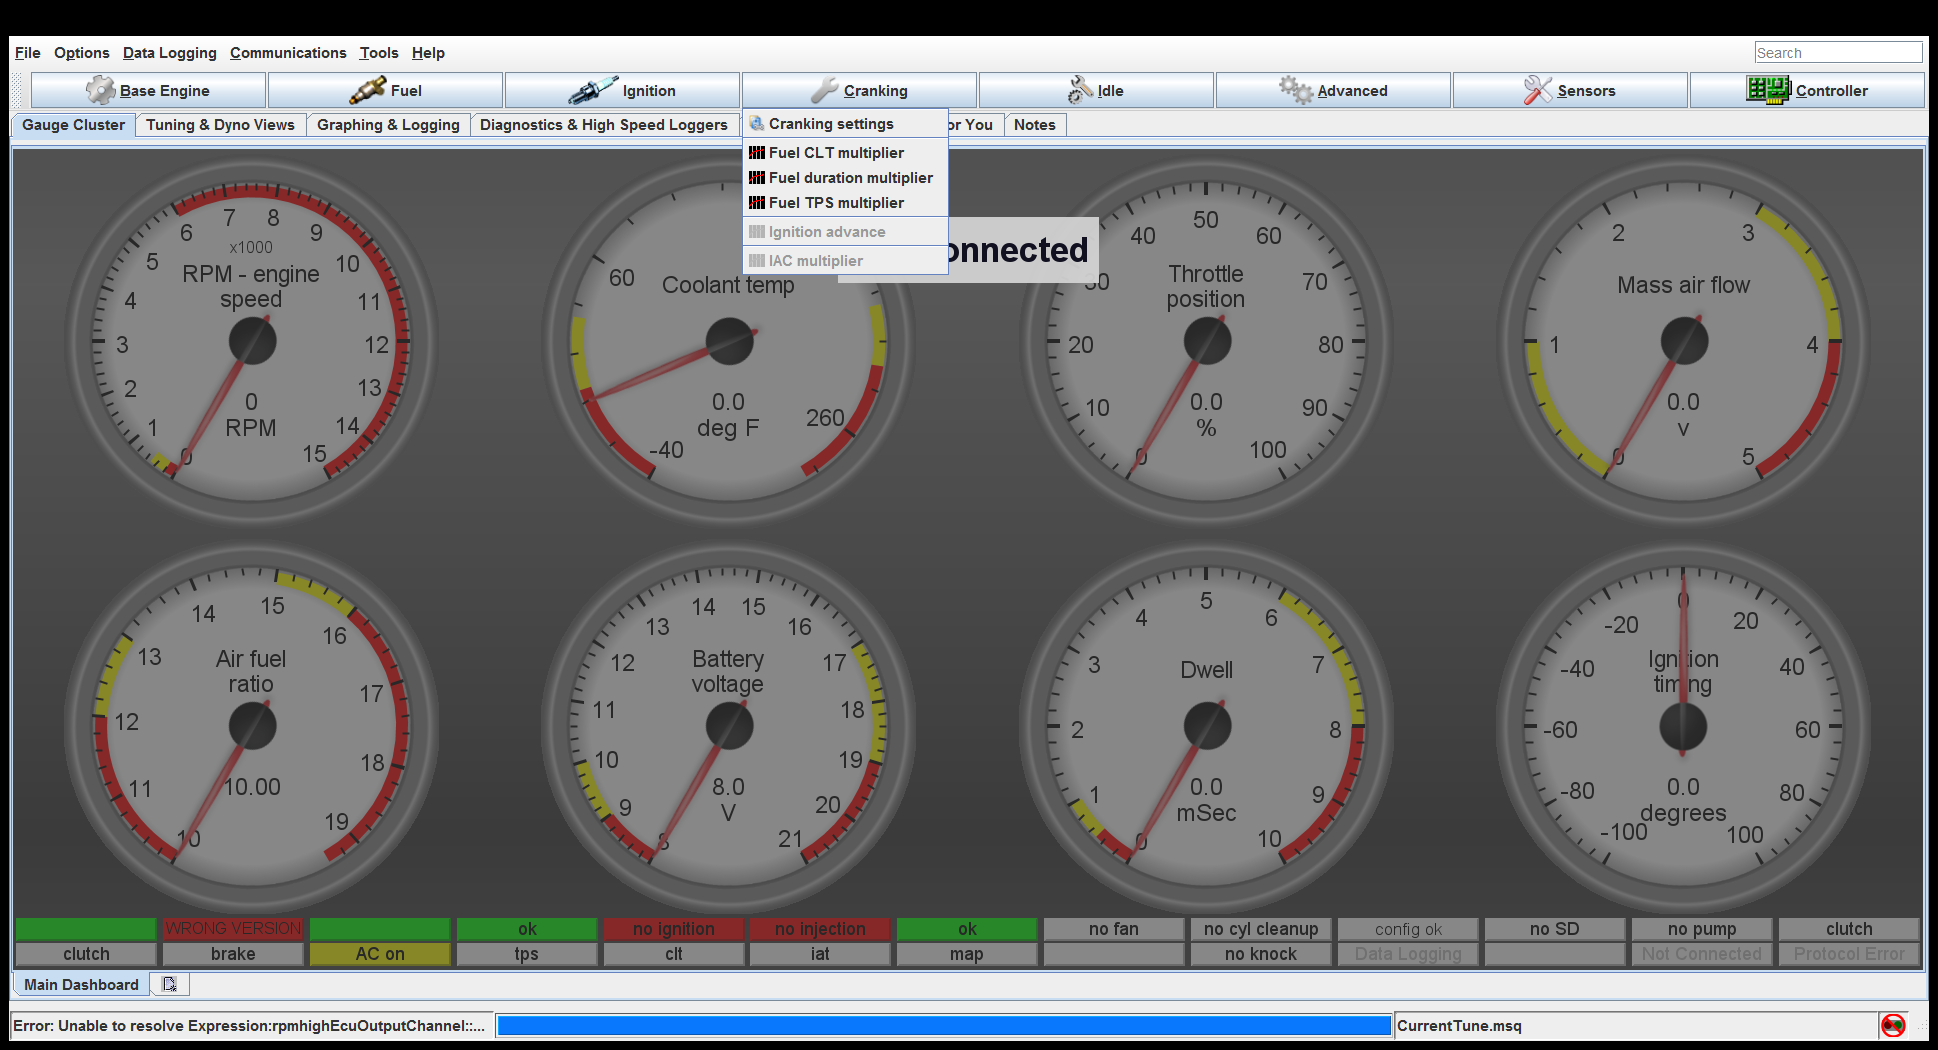 File Options Data Logging Communications Tools Help Search
Base Engine Fuel Ignition Cranking Idle Advanced Sensors Controller
Gauge Cluster Tuning & Dyno Views Graphing & Logging Diagnostics & High Speed Loggers or You Notes
Cranking settings
Fuel CLT multiplier
Fuel duration multiplier
Fuel TPS multiplier
Ignition advance
IAC multiplier
onnected
RPM - engine
speed
x1000
0 1 2 3 4 5 6 7 8 9 10 11 12 13 14 15
0
RPM
Coolant temp
-40 60 260
0.0
deg F
Throttle
position
0 10 20 30 40 50 60 70 80 90 100
0.0
%
Mass air flow
0 1 2 3 4 5
0.0
v
Air fuel
ratio
10 11 12 13 14 15 16 17 18 19
10.00
Battery
voltage
8 9 10 11 12 13 14 15 16 17 18 19 20 21
8.0
V
Dwell
0 1 2 3 4 5 6 7 8 9 10
0.0
mSec
Ignition
timing
-100 -80 -60 -40 -20 0 20 40 60 80 100
0.0
degrees
WRONG VERSION ok no ignition no injection ok no fan no cyl cleanup config ok no SD no pump clutch
clutch brake AC on tps clt iat map no knock Data Logging Not Connected Protocol Error
Main Dashboard
Error: Unable to resolve Expression:rpmhighEcuOutputChannel::... CurrentTune.msq